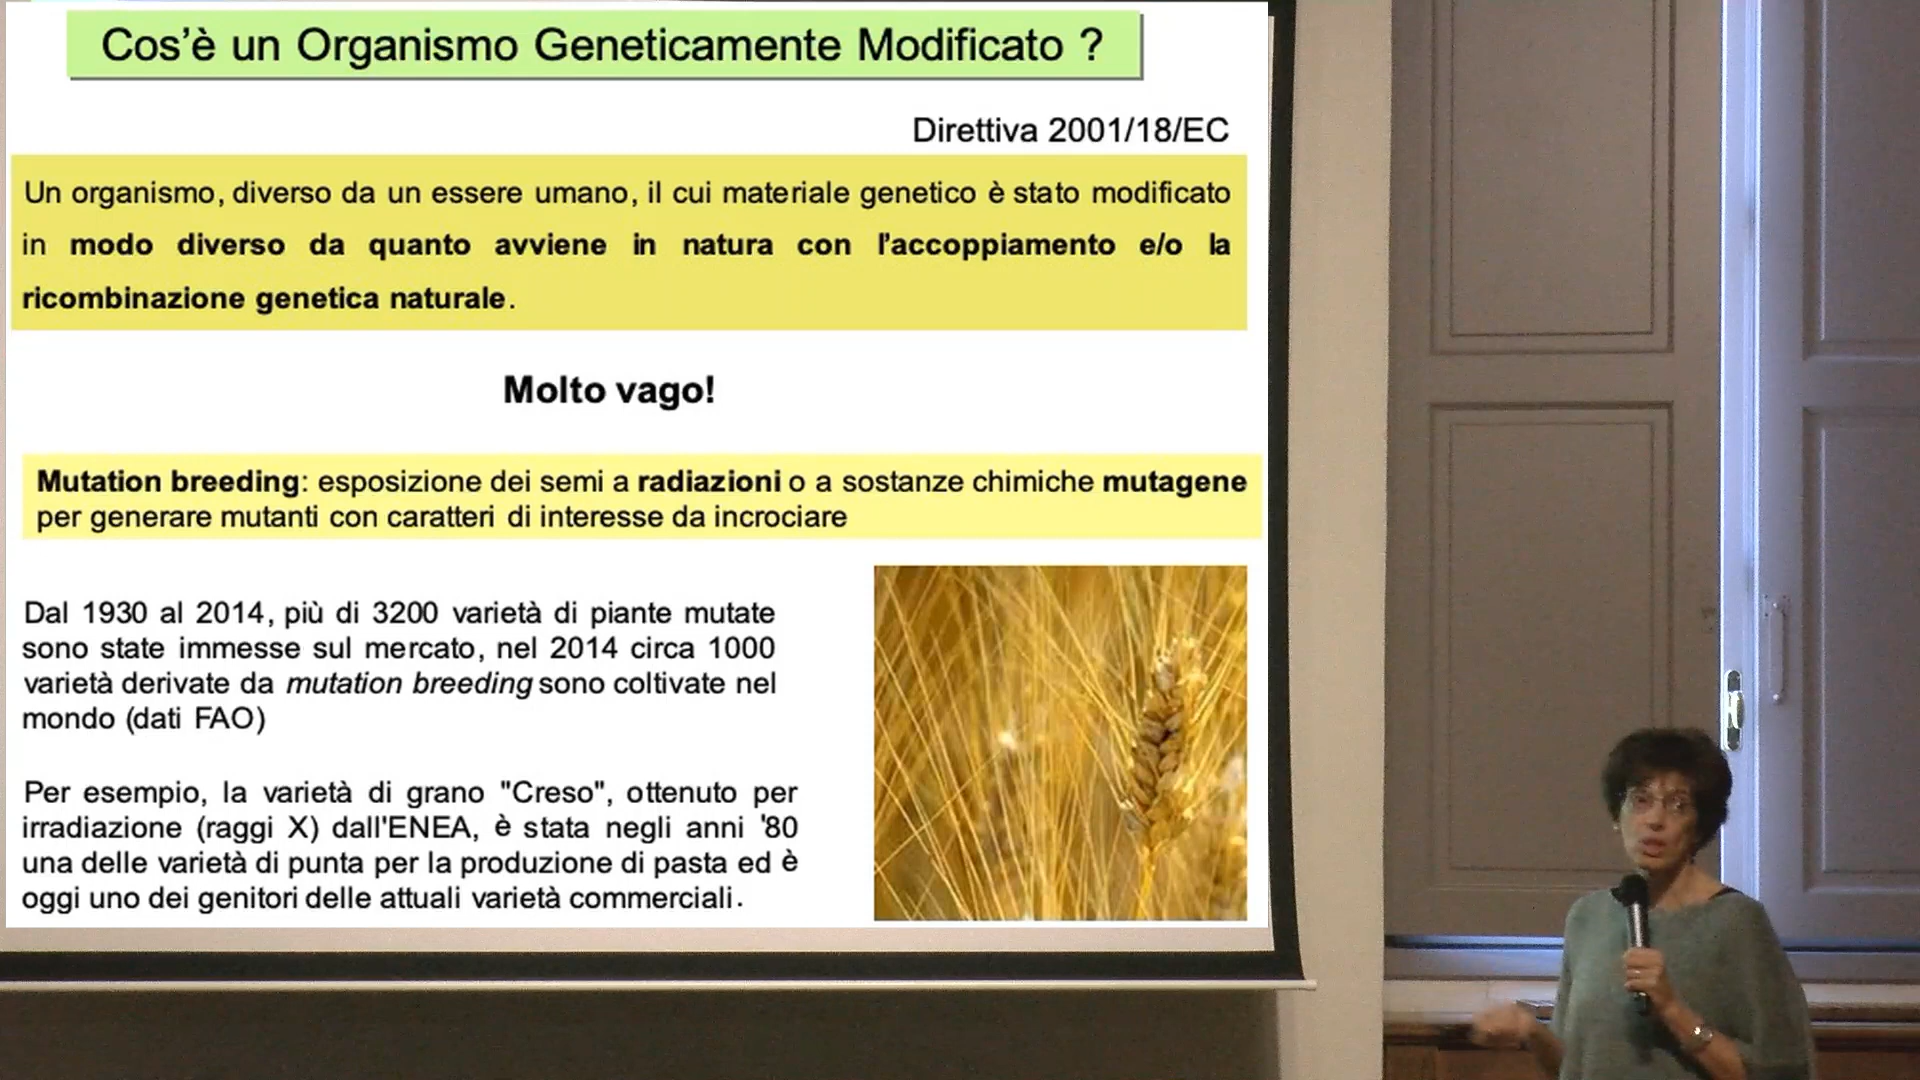 Cos'è un Organismo Geneticamente Modificato ?
Direttiva 2001/18/EC
Un organismo, diverso da un essere umano, il cui materiale genetico è stato modificato
in modo diverso da quanto avviene in natura con l'accoppiamento e/o la
ricombinazione genetica naturale.
Molto vago!
Mutation breeding: esposizione dei semi a radiazioni o a sostanze chimiche mutagene
per generare mutanti con caratteri di interesse da incrociare
Dal 1930 al 2014, più di 3200 varietà di piante mutate
sono state immesse sul mercato, nel 2014 circa 1000
varietà derivate da mutation breeding sono coltivate nel
mondo (dati FAO)
Per esempio, la varietà di grano "Creso", ottenuto per
irradiazione (raggi X) dall'ENEA, è stata negli anni '80
una delle varietà di punta per la produzione di pasta ed è
oggi uno dei genitori delle attuali varietà commerciali.